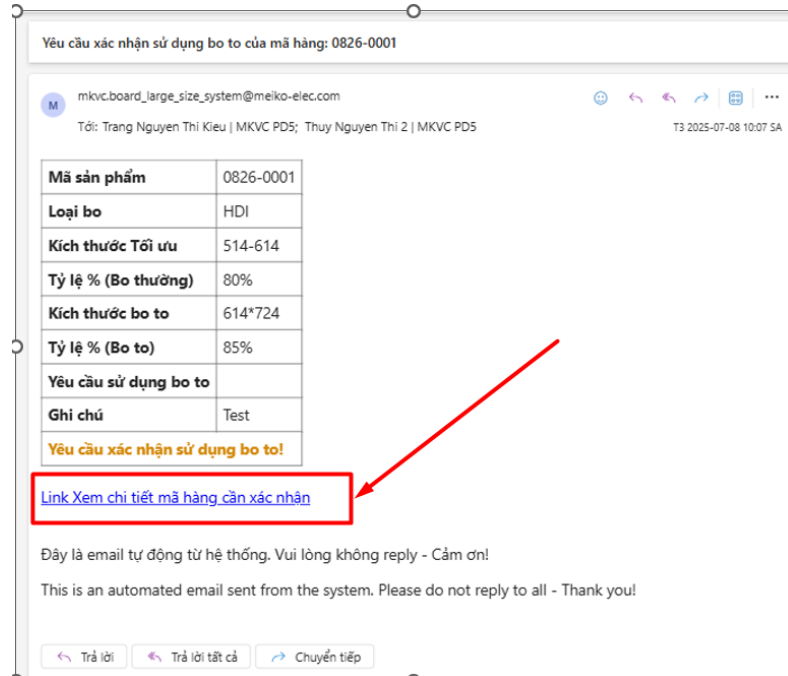 Yêu cầu xác nhận sử dụng bo to của mã hàng: 0826-0001
M
mkvc.board_large_size_system@meiko-elec.com
Tới: Trang Nguyen Thi Kieu | MKVC PD5; Thuy Nguyen Thi 2 | MKVC PD5
T3 2025-07-08 10:07 SA
Mã sản phẩm 0826-0001
Loại bo HDI
Kích thước Tối ưu 514-614
Tỷ lệ % (Bo thường) 80%
Kích thước bo to 614*724
Tỷ lệ % (Bo to) 85%
Yêu cầu sử dụng bo to
Ghi chú Test
Yêu cầu xác nhận sử dụng bo to!
Link Xem chi tiết mã hàng cần xác nhận
Đây là email tự động từ hệ thống. Vui lòng không reply - Cảm ơn!
This is an automated email sent from the system. Please do not reply to all - Thank you!
Trả lời Trả lời tất cả Chuyển tiếp